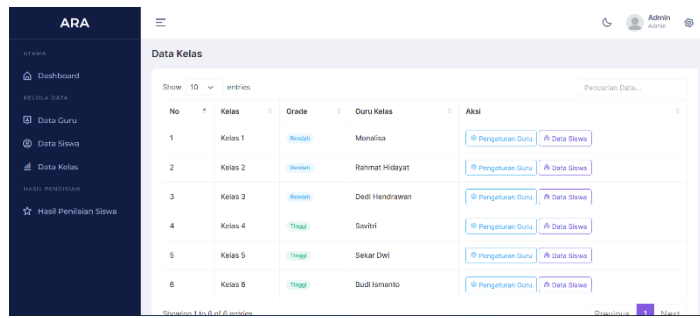 ARA
UTAMA
Dashboard
KELOLA DATA
Data Guru
Data Siswa
Data Kelas
HASIL PENGISIAN
Hasil Penilaian Siswa
Admin
Admin
Data Kelas
Show 10 entries
Pencarian Data...
No Kelas Grade Guru Kelas Aksi
1 Kelas 1 Rendah Monalisa Pengaturan Guru Data Siswa
2 Kelas 2 Rendah Rahmat Hidayat Pengaturan Guru Data Siswa
3 Kelas 3 Rendah Dedi Hendrawan Pengaturan Guru Data Siswa
4 Kelas 4 Tinggi Savitri Pengaturan Guru Data Siswa
5 Kelas 5 Tinggi Sekar Dwi Pengaturan Guru Data Siswa
6 Kelas 6 Tinggi Budi Ismanto Pengaturan Guru Data Siswa
Showing 1 to 6 of 6 entries
Previous 1 Next